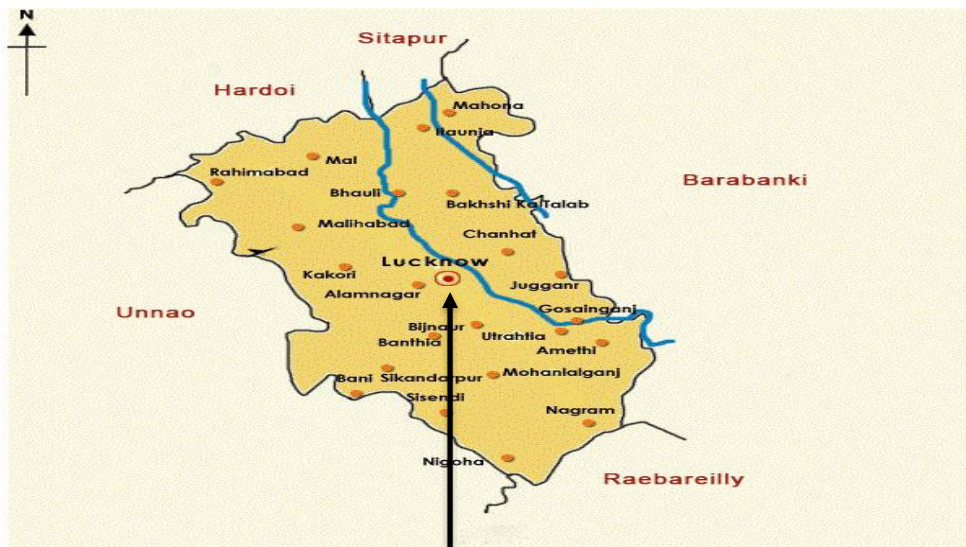 N
Sitapur
Hardoi
Mahona
Itaunja
Mal
Rahimabad
Barabanki
Bhauli
Bakhshi Ka Talab
Malihabad
Chanhat
Lucknow
Kakori
Jugganr
Alamnagar
Unnao
Gosainganj
Bijnaur
Utrahtia
Banthia
Amethi
Mohanlalganj
Bani
Sikandarpur
Sisendi
Nagram
Nigoha
Raebareilly